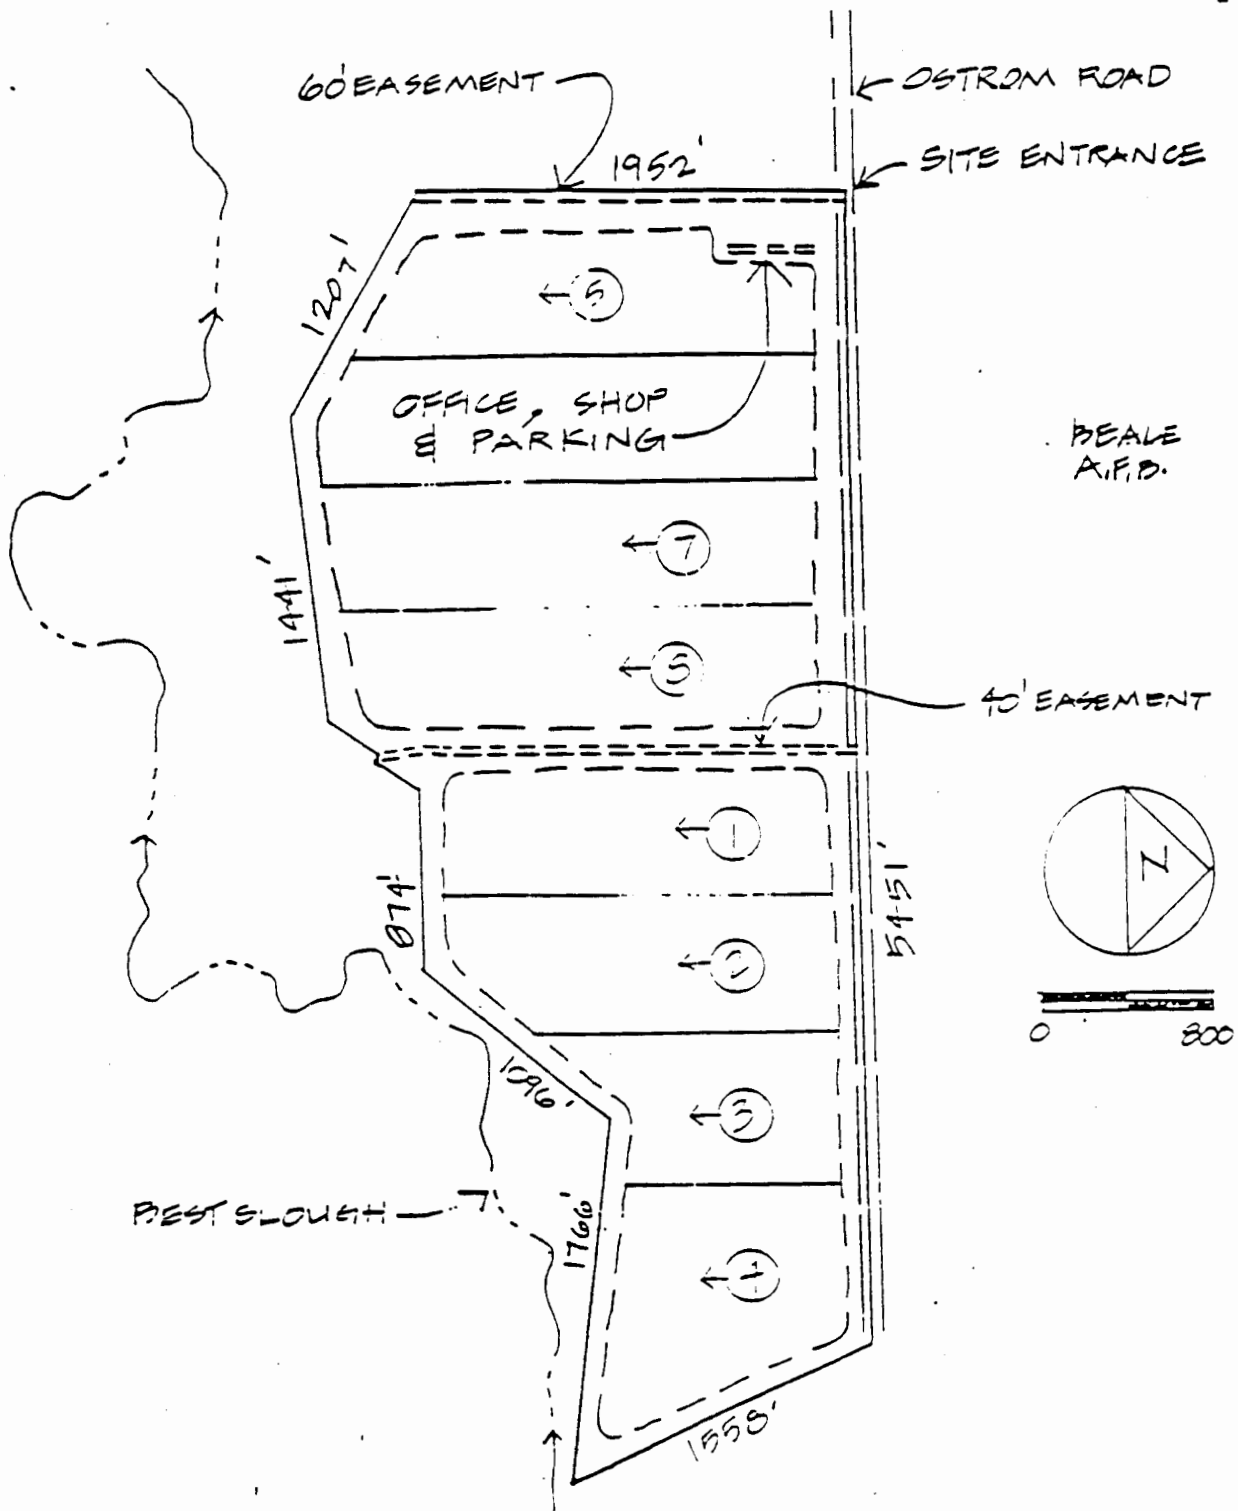 60' EASEMENT
OSTROM ROAD
1952'
SITE ENTRANCE
1207'
5
OFFICE, SHOP
& PARKING
BEALE
A.F.B.
7
1441'
8
40' EASEMENT
1
874'
5451'
N
2
0 800
1096'
3
BEST SLOUGH
1766'
4
1558'